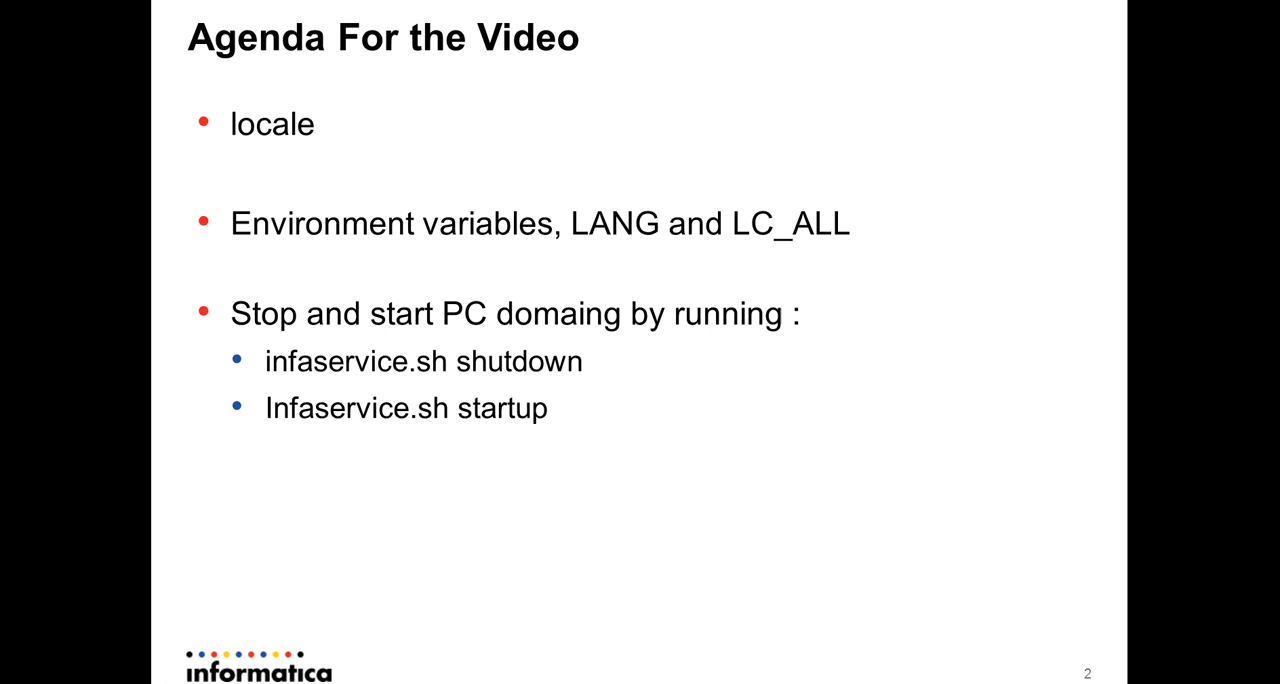 Agenda For the Video
locale
Environment variables, LANG and LC_ALL
Stop and start PC domaing by running :
infaservice.sh shutdown
Infaservice.sh startup
informatica
2